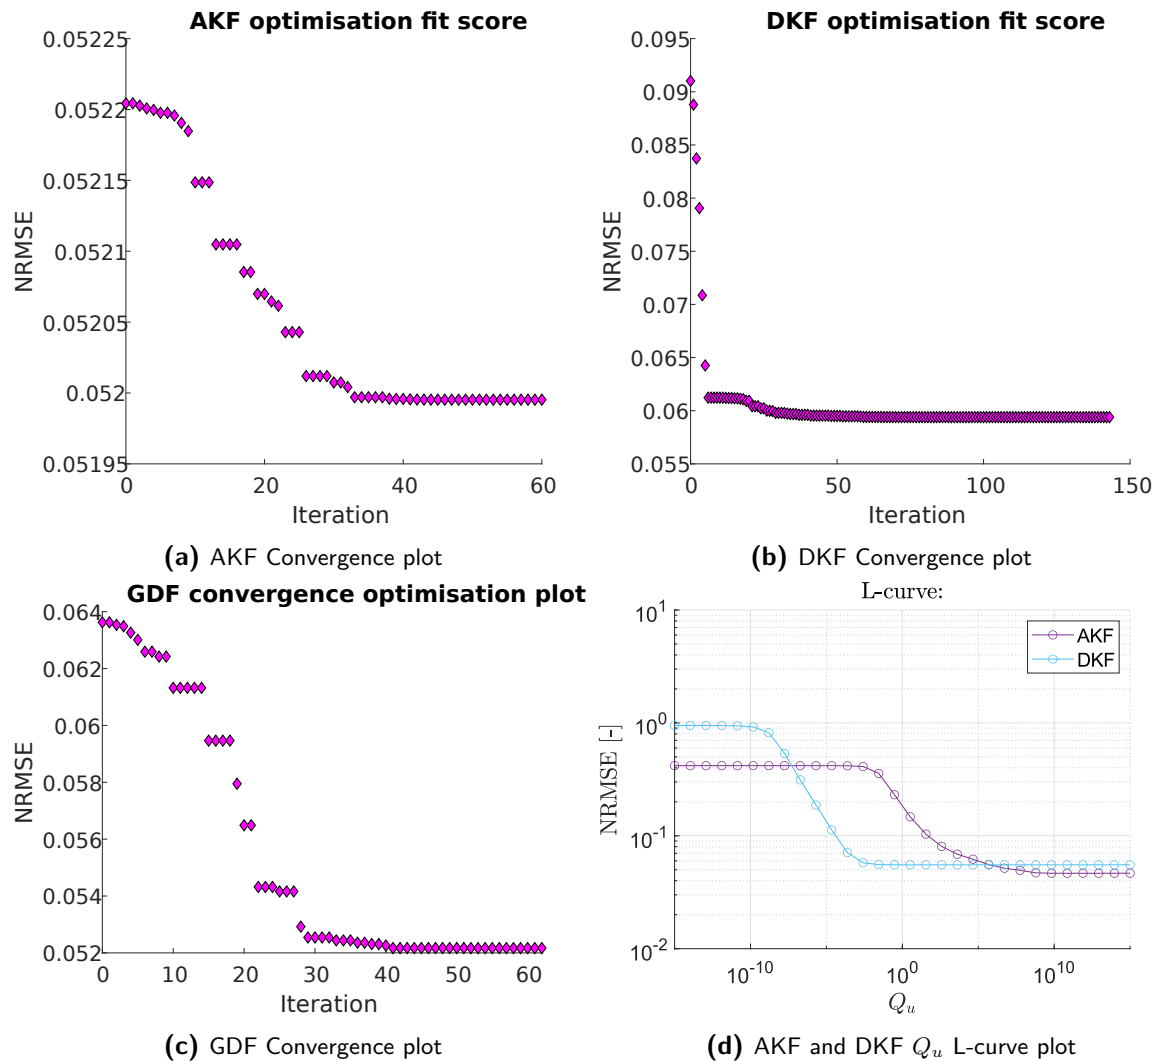 AKF optimisation fit score
0.05225
0.0522
0.05215
0.0521
0.05205
0.052
0.05195
NRMSE
0 20 40 60
Iteration
(a) AKF Convergence plot
DKF optimisation fit score
0.095
0.09
0.085
0.08
0.075
0.07
0.065
0.06
0.055
NRMSE
0 50 100 150
Iteration
(b) DKF Convergence plot
GDF convergence optimisation plot
0.064
0.062
0.06
0.058
0.056
0.054
0.052
NRMSE
0 10 20 30 40 50 60
Iteration
(c) GDF Convergence plot
L-curve:
10^1
10^0
10^-1
10^-2
NRMSE [-]
AKF
DKF
10^-10 10^0 10^10
Q_u
(d) AKF and DKF Q_u L-curve plot